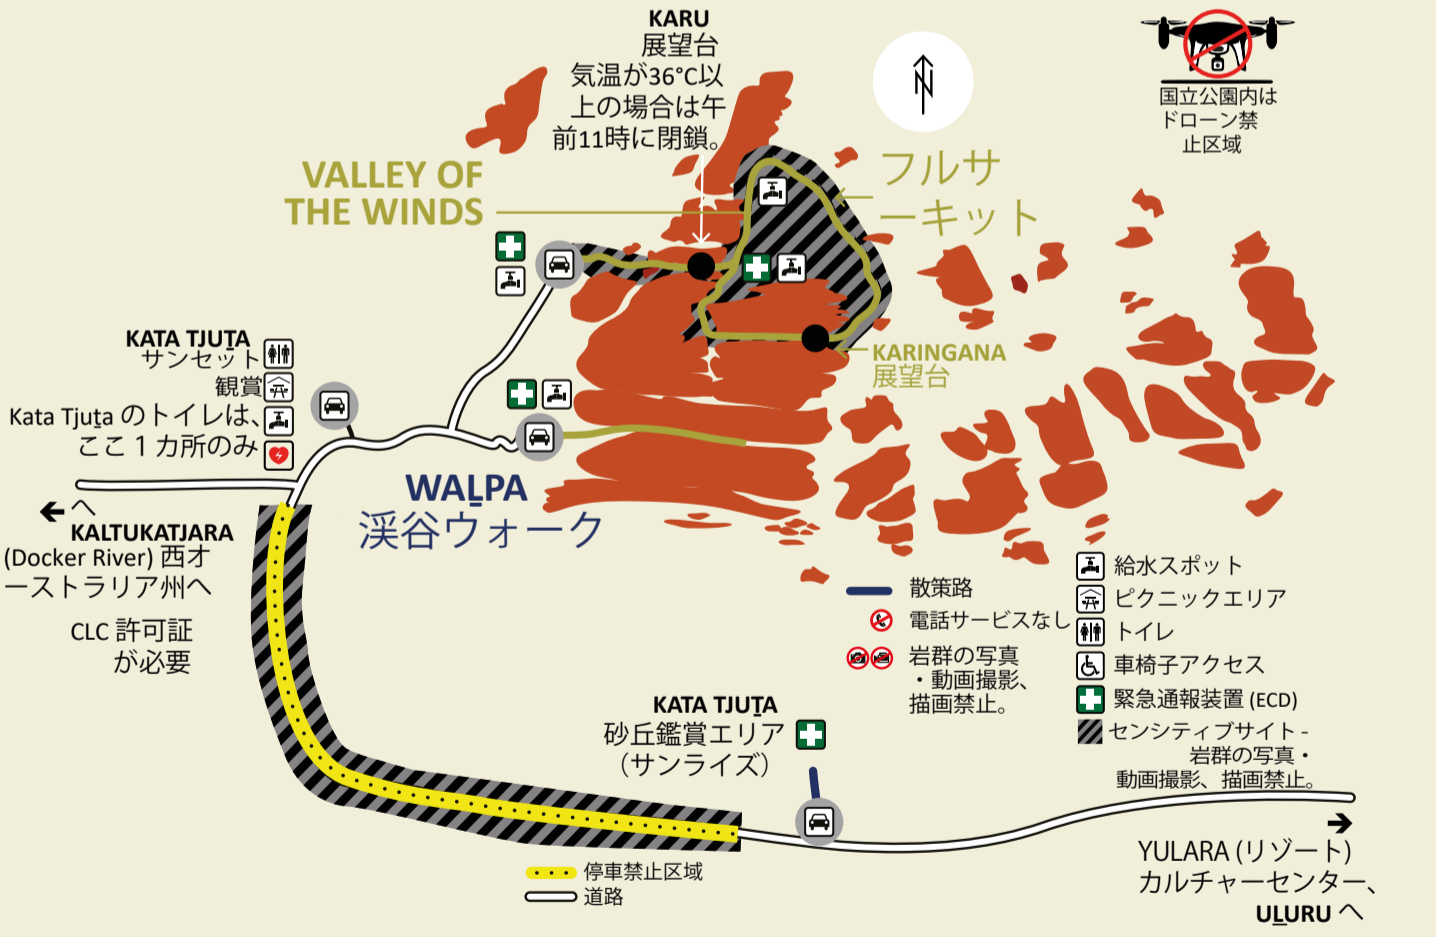 KARU
展望台
気温が36°C以
上の場合は午
前11時に閉鎖。
国立公園内は
ドローン禁
止区域
VALLEY OF
THE WINDS
フルサ
ーキット
N
KARINGANA
展望台
KATA TJUṮA
サンセット
観賞
Kata Tjuṯa のトイレは、
ここ 1 カ所のみ
WAḺPA
渓谷ウォーク
へ
KALTUKATJARA
(Docker River) 西オ
ーストラリア州へ
CLC 許可証
が必要
散策路
電話サービスなし
岩群の写真
・動画撮影、
描画禁止。
給水スポット
ピクニックエリア
トイレ
車椅子アクセス
緊急通報装置 (ECD)
センシティブサイト -
岩群の写真・
動画撮影、描画禁止。
KATA TJUṮA
砂丘鑑賞エリア
（サンライズ）
停車禁止区域
道路
YULARA (リゾート)
カルチャーセンター、
UḺURU へ